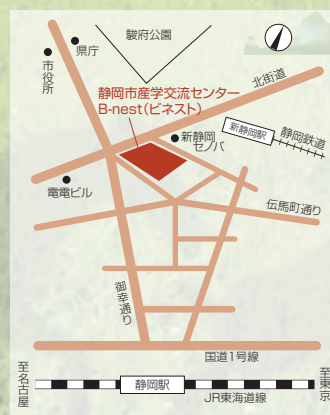 駿府公園
県庁
市役所
北街道
静岡市産学交流センター
B-nest(ビネスト)
新静岡
セノバ
新静岡駅
静岡鉄道
電電ビル
伝馬町通り
御幸通り
国道1号線
至名古屋
静岡駅
至東京
JR東海道線